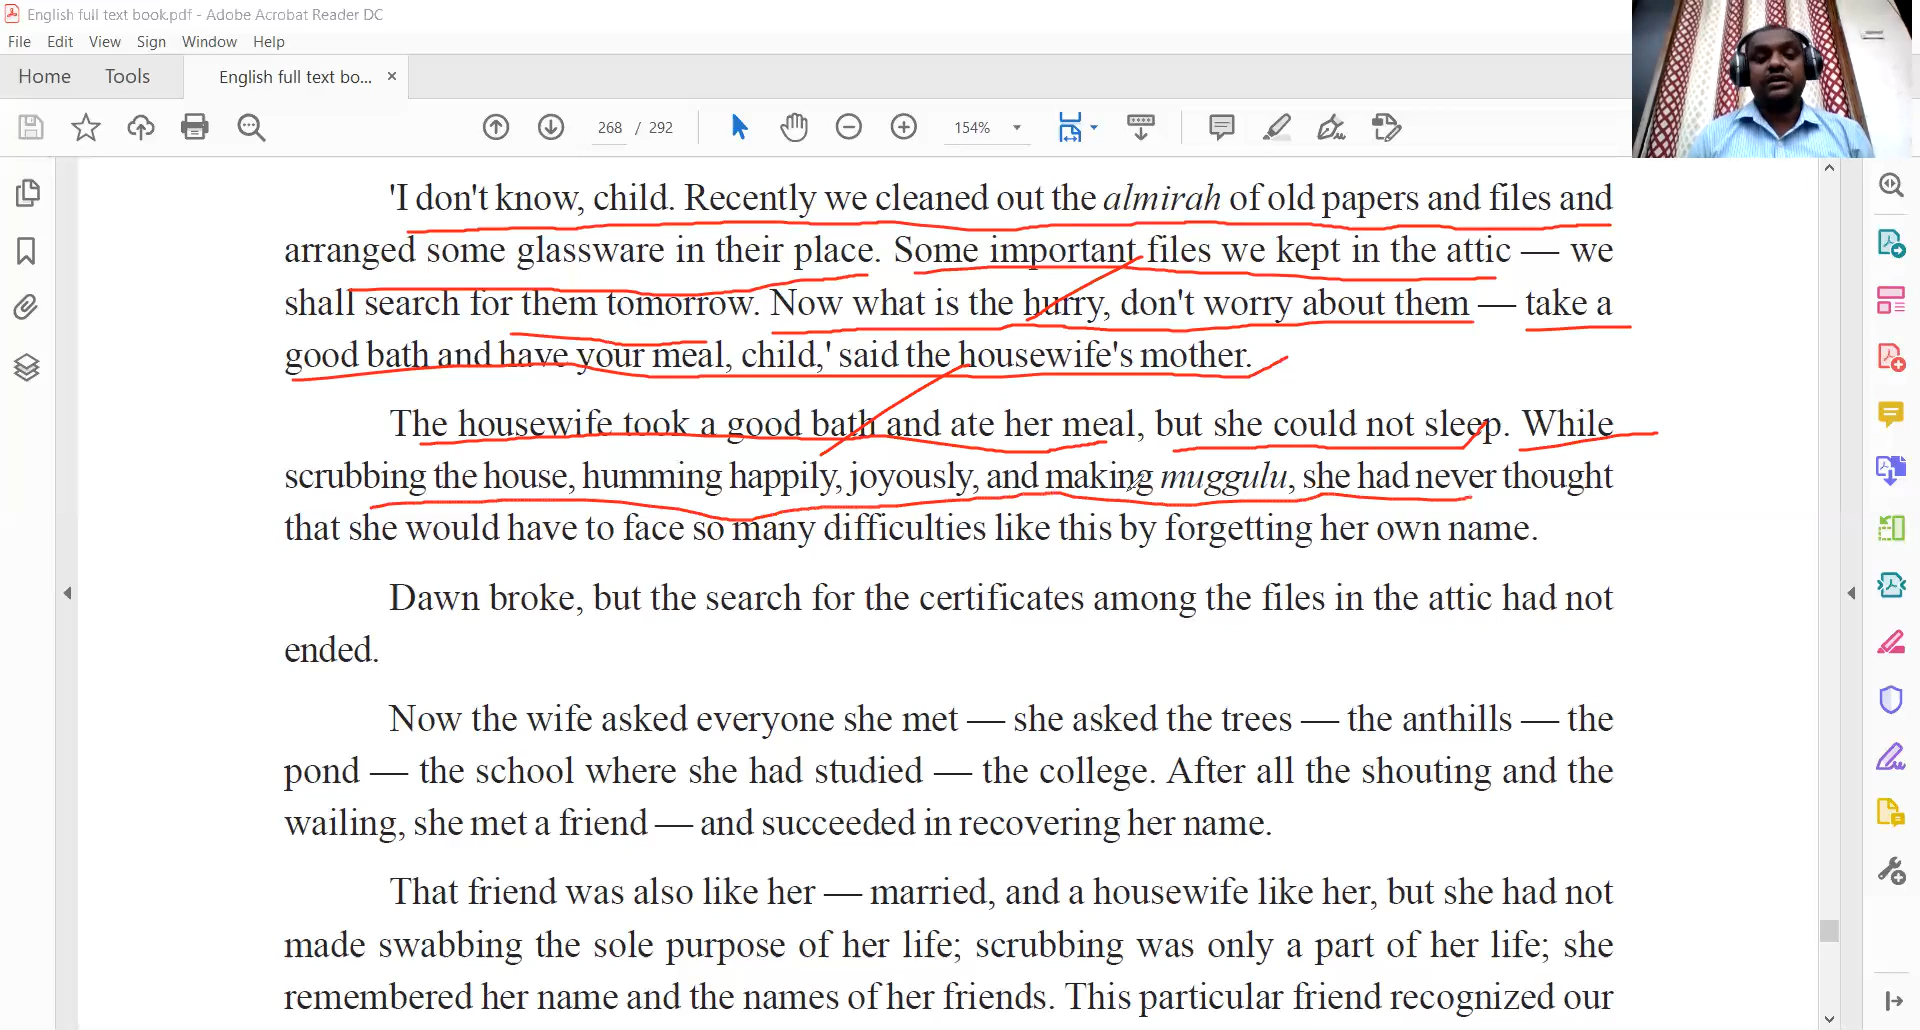 English full text book.pdf - Adobe Acrobat Reader DC
File Edit View Sign Window Help
Home Tools English full text bo... ×
268 / 292 154%
'I don't know, child. Recently we cleaned out the almirah of old papers and files and
arranged some glassware in their place. Some important files we kept in the attic — we
shall search for them tomorrow. Now what is the hurry, don't worry about them — take a
good bath and have your meal, child,' said the housewife's mother.
The housewife took a good bath and ate her meal, but she could not sleep. While
scrubbing the house, humming happily, joyously, and making muggulu, she had never thought
that she would have to face so many difficulties like this by forgetting her own name.
Dawn broke, but the search for the certificates among the files in the attic had not
ended.
Now the wife asked everyone she met — she asked the trees — the anthills — the
pond — the school where she had studied — the college. After all the shouting and the
wailing, she met a friend — and succeeded in recovering her name.
That friend was also like her — married, and a housewife like her, but she had not
made swabbing the sole purpose of her life; scrubbing was only a part of her life; she
remembered her name and the names of her friends. This particular friend recognized our